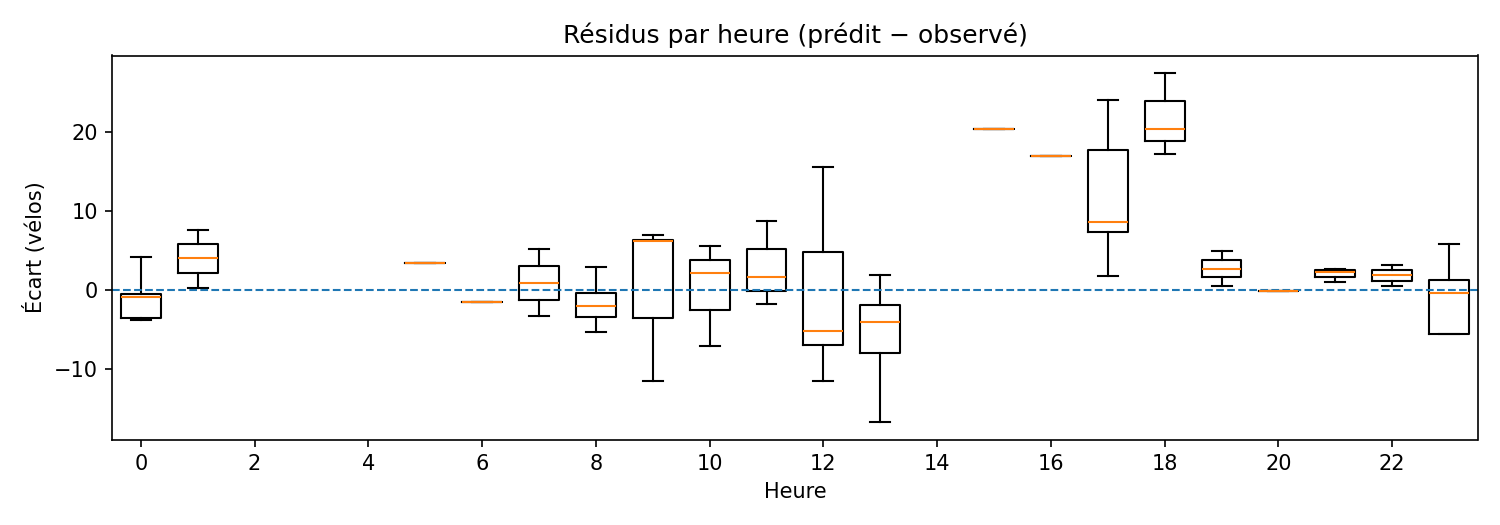 Résidus par heure (prédit − observé)
Écart (vélos)
20
10
0
−10
0 2 4 6 8 10 12 14 16 18 20 22
Heure